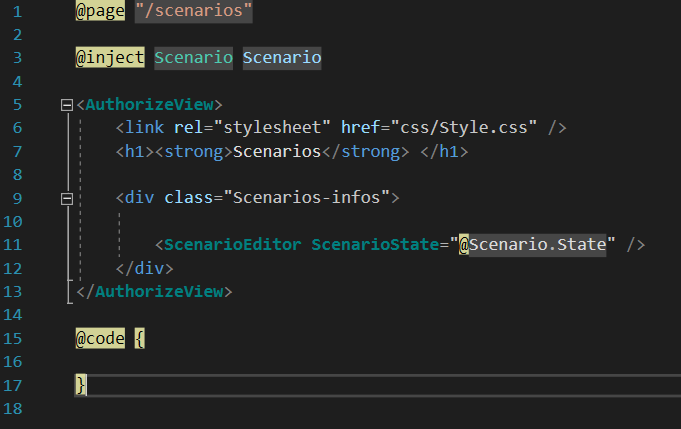 1 @page "/scenarios"
2
3 @inject Scenario Scenario
4
5 <AuthorizeView>
6 <link rel="stylesheet" href="css/Style.css" />
7 <h1><strong>Scenarios</strong> </h1>
8
9 <div class="Scenarios-infos">
10
11 <ScenarioEditor ScenarioState="@Scenario.State" />
12 </div>
13 </AuthorizeView>
14
15 @code {
16
17 }
18